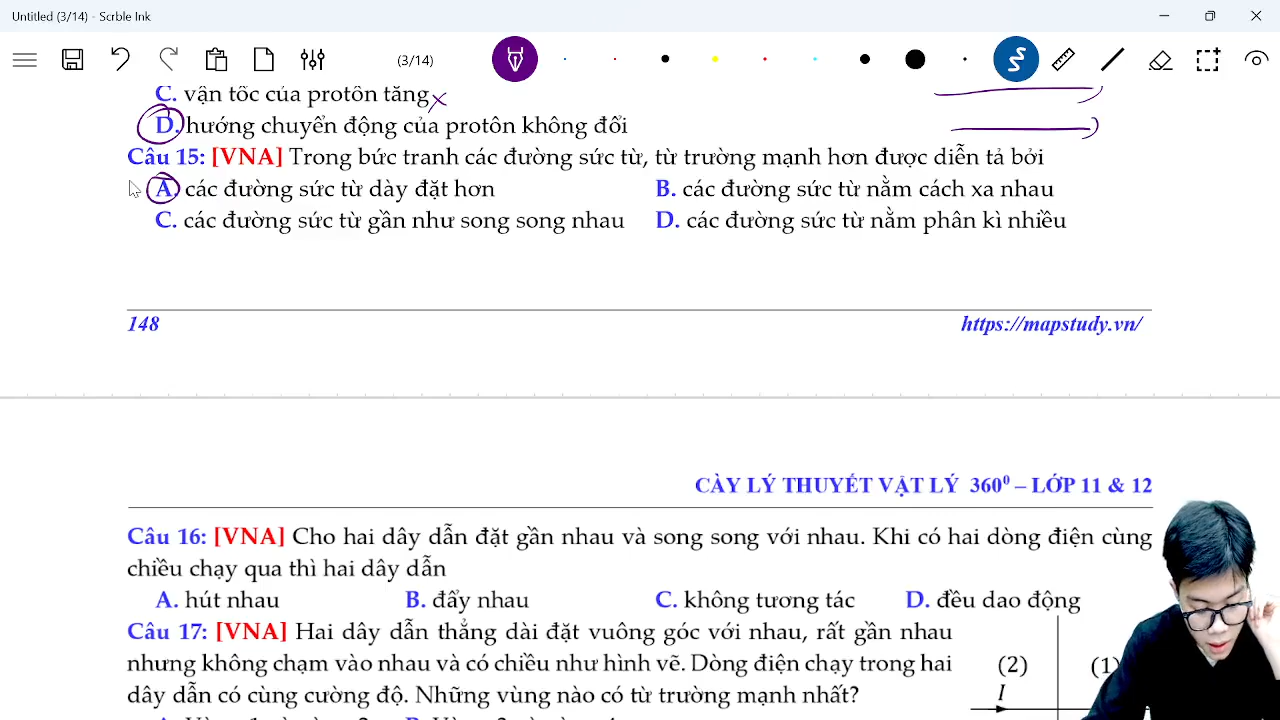 Untitled (3/14) - Scrble Ink
(3/14)
C. vận tốc của protôn tăng
D. hướng chuyển động của protôn không đổi
Câu 15: [VNA] Trong bức tranh các đường sức từ, từ trường mạnh hơn được diễn tả bởi
A. các đường sức từ dày đặt hơn B. các đường sức từ nằm cách xa nhau
C. các đường sức từ gần như song song nhau D. các đường sức từ nằm phân kì nhiều
148 https://mapstudy.vn/
CÀY LÝ THUYẾT VẬT LÝ 360⁰ – LỚP 11 & 12
Câu 16: [VNA] Cho hai dây dẫn đặt gần nhau và song song với nhau. Khi có hai dòng điện cùng
chiều chạy qua thì hai dây dẫn
A. hút nhau B. đẩy nhau C. không tương tác D. đều dao động
Câu 17: [VNA] Hai dây dẫn thẳng dài đặt vuông góc với nhau, rất gần nhau
nhưng không chạm vào nhau và có chiều như hình vẽ. Dòng điện chạy trong hai
dây dẫn có cùng cường độ. Những vùng nào có từ trường mạnh nhất?
(2) (1)
I